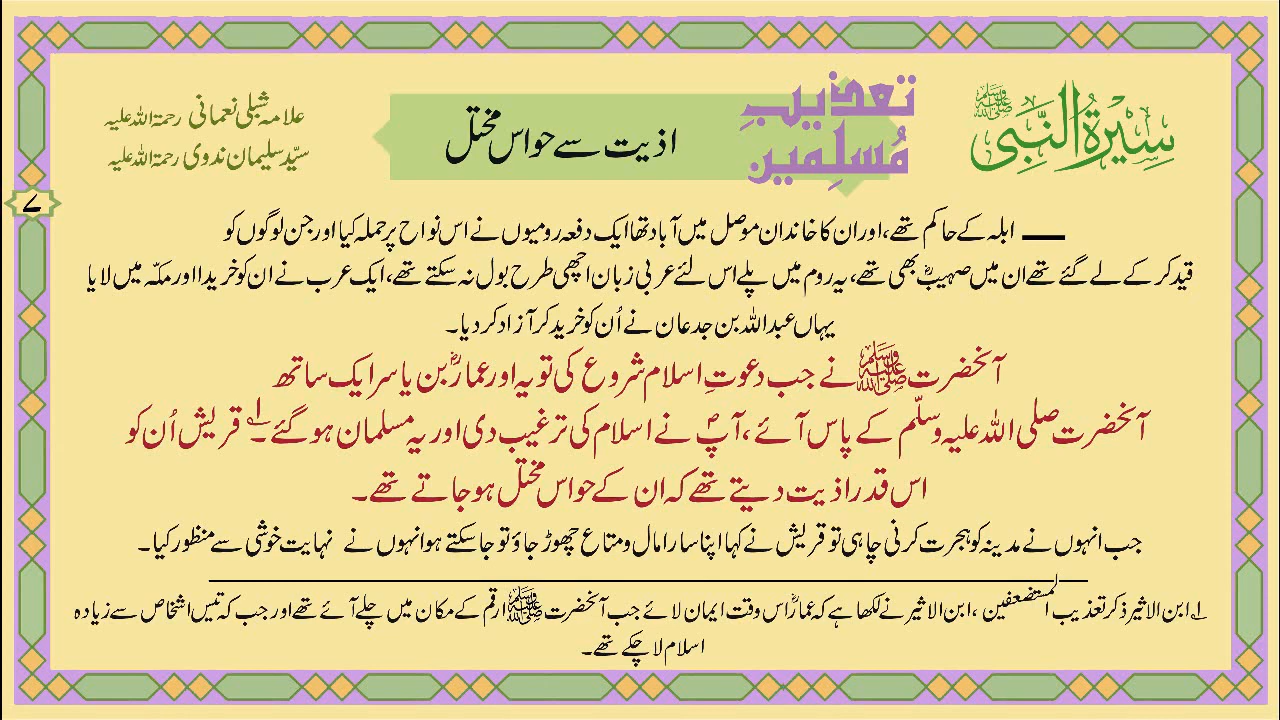 سِیْرَۃُ النَّبِیﷺ
تعذیبِ
مُسلِمین
اذیت سے حواس مختل
علامہ شبلی نعمانی رحمۃ اللہ علیہ
سیّد سلیمان ندوی رحمۃ اللہ علیہ
۷
ابلہ کے حاکم تھے، اور ان کا خاندان موصل میں آباد تھا ایک دفعہ رومیوں نے اس نواح پر حملہ کیا اور جن لوگوں کو
قید کر کے لے گئے تھے ان میں صہیبؓ بھی تھے، یہ روم میں پلے اس لئے عربی زبان اچھی طرح بول نہ سکتے تھے، ایک عرب نے ان کو خریدا اور مکہّ میں لایا
یہاں عبداللہ بن جدعان نے اُن کو خرید کر آزاد کر دیا۔
آنحضرتﷺ نے جب دعوتِ اسلام شروع کی تو یہ اور عمارؓ بن یاسر ایک ساتھ
آنحضرت صلی اللہ علیہ وسلّم کے پاس آئے، آپؐ نے اسلام کی ترغیب دی اور یہ مسلمان ہو گئے۔ ۱؎ قریش اُن کو
اس قدر اذیت دیتے تھے کہ ان کے حواس مختل ہو جاتے تھے۔
جب انہوں نے مدینہ کو ہجرت کرنی چاہی تو قریش نے کہا اپنا سارا مال و متاع چھوڑ جاؤ تو جا سکتے ہو انہوں نے نہایت خوشی سے منظور کیا۔
۱؎ ابن الاثیر ذکر تعذیب المستضعفین، ابن الاثیر نے لکھا ہے کہ عمارؓ اس وقت ایمان لائے جب آنحضرتﷺ ارقم کے مکان میں چلے آئے تھے اور جب کہ تیس اشخاص سے زیادہ
اسلام لا چکے تھے۔